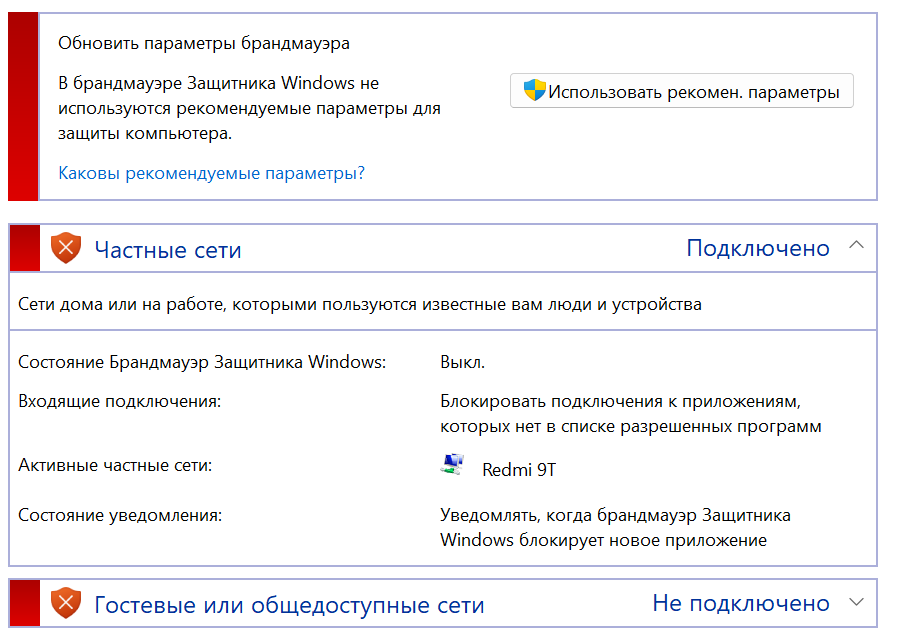 Обновить параметры брандмауэра
В брандмауэре Защитника Windows не
используются рекомендуемые параметры для
защиты компьютера.
Использовать рекомен. параметры
Каковы рекомендуемые параметры?
Частные сети
Подключено
Сети дома или на работе, которыми пользуются известные вам люди и устройства
Состояние Брандмауэр Защитника Windows:
Выкл.
Входящие подключения:
Блокировать подключения к приложениям,
которых нет в списке разрешенных программ
Активные частные сети:
Redmi 9T
Состояние уведомления:
Уведомлять, когда брандмауэр Защитника
Windows блокирует новое приложение
Гостевые или общедоступные сети
Не подключено